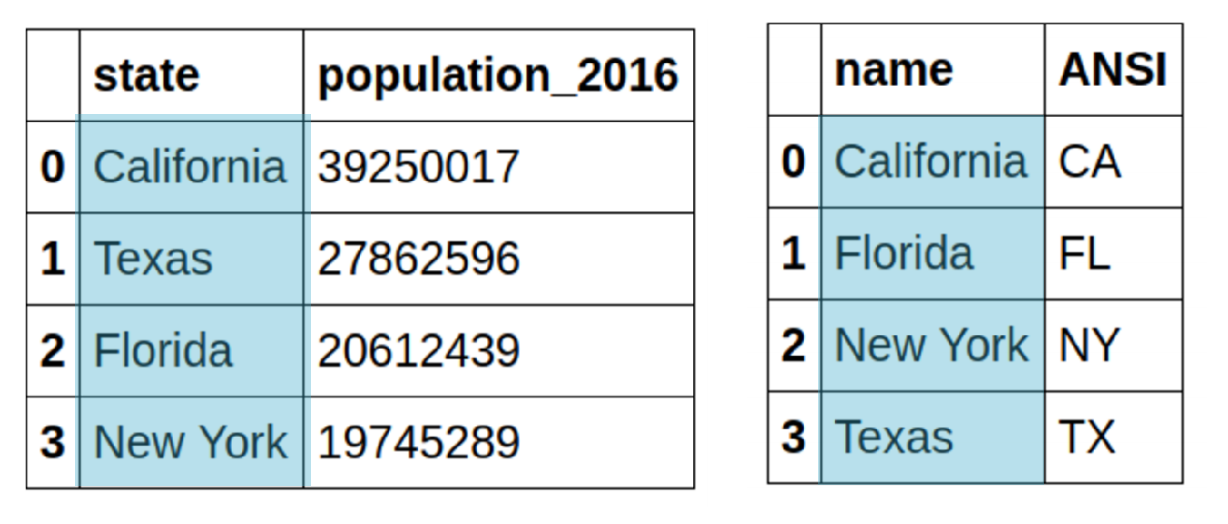 state population_2016
0 California 39250017
1 Texas 27862596
2 Florida 20612439
3 New York 19745289
name ANSI
0 California CA
1 Florida FL
2 New York NY
3 Texas TX